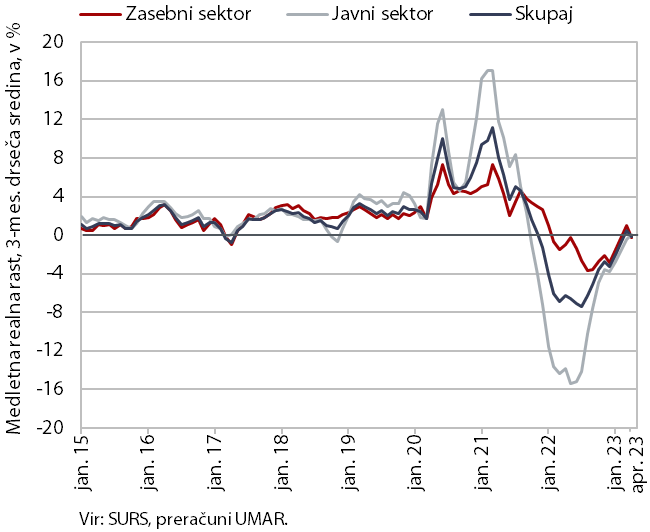 Zasebni sektor Javni sektor Skupaj
Medletna realna rast, 3-mes. drseča sredina, v %
20
16
12
8
4
0
-4
-8
-12
-16
-20
jan. 15
jan. 16
jan. 17
jan. 18
jan. 19
jan. 20
jan. 21
jan. 22
jan. 23
apr. 23
Vir: SURS, preračuni UMAR.